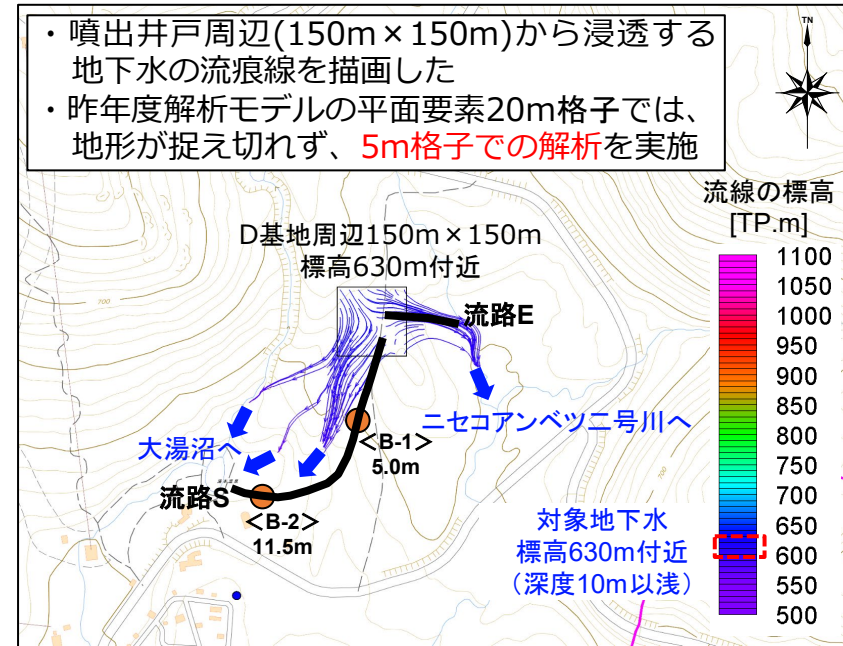 ・噴出井戸周辺(150m×150m)から浸透する
地下水の流痕線を描画した
・昨年度解析モデルの平面要素20m格子では、
地形が捉え切れず、5m格子での解析を実施
TN
流線の標高
[TP.m]
1100
1050
1000
950
900
850
800
750
700
650
600
550
500
D基地周辺150m×150m
標高630m付近
流路E
700
ニセコアンベツ二号川へ
<B-1>
5.0m
大湯沼へ
流路S
<B-2>
11.5m
対象地下水
標高630m付近
（深度10m以浅）